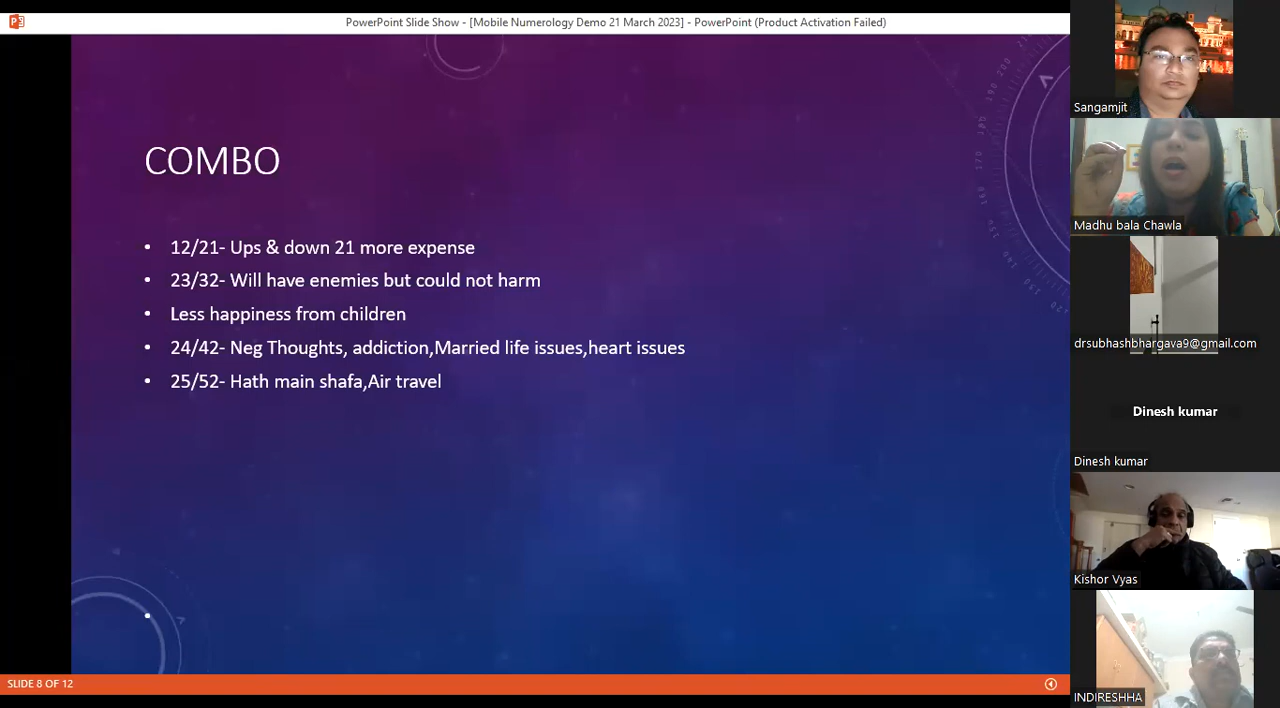 PowerPoint Slide Show - [Mobile Numerology Demo 21 March 2023] - PowerPoint (Product Activation Failed)
COMBO
• 12/21- Ups & down 21 more expense
• 23/32- Will have enemies but could not harm
• Less happiness from children
• 24/42- Neg Thoughts, addiction,Married life issues,heart issues
• 25/52- Hath main shafa,Air travel
•
SLIDE 8 OF 12
Sangamjit
Madhu bala Chawla
drsubhashbhargava9@gmail.com
Dinesh kumar
Dinesh kumar
Kishor Vyas
INDIRESHHA